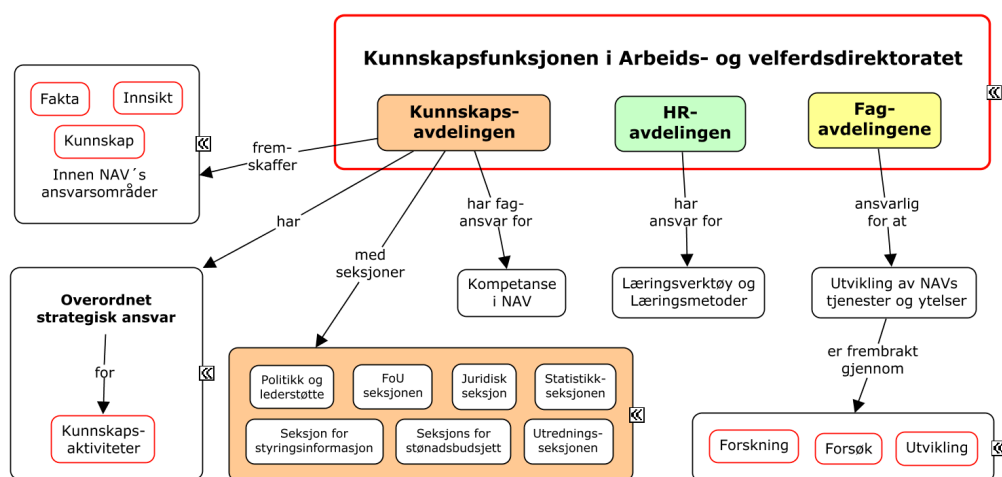 Kunnskapsfunksjonen i Arbeids- og velferdsdirektoratet
Kunnskaps-
avdelingen
HR-
avdelingen
Fag-
avdelingene
Fakta
Innsikt
Kunnskap
Innen NAV´s
ansvarsområder
frem-
skaffer
har
med
seksjoner
har fag-
ansvar for
har
ansvar for
ansvarlig
for at
Overordnet
strategisk ansvar
for
Kunnskaps-
aktiviteter
Kompetanse
i NAV
Læringsverktøy og
Læringsmetoder
Utvikling av NAVs
tjenester og ytelser
er frembrakt
gjennom
Politikk og
lederstøtte
FoU
seksjonen
Juridisk
seksjon
Statistikk-
seksjonen
Seksjon for
styringsinformasjon
Seksjons for
stønadsbudsjett
Utrednings-
seksjonen
Forskning
Forsøk
Utvikling